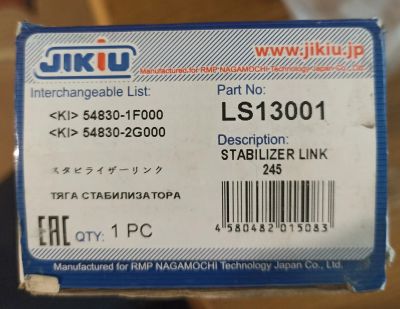 JIKIU
www.jikiu.jp
Manufactured for RMP NAGAMOCHI Technology Japan Co., Ltd.
Interchangeable List:
<KI> 54830-1F000
<KI> 54830-2G000
スタビライザーリンク
ТЯГА СТАБИЛИЗАТОРА
EAC QTY: 1 PC
Part No:
LS13001
Description:
STABILIZER LINK
245
4 580482 015083
Manufactured for RMP NAGAMOCHI Technology Japan Co., Ltd.